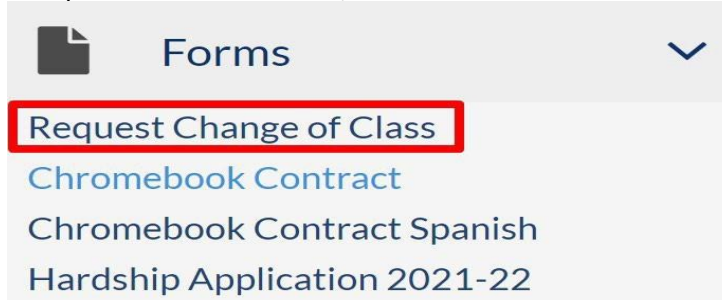 Forms
Request Change of Class
Chromebook Contract
Chromebook Contract Spanish
Hardship Application 2021-22